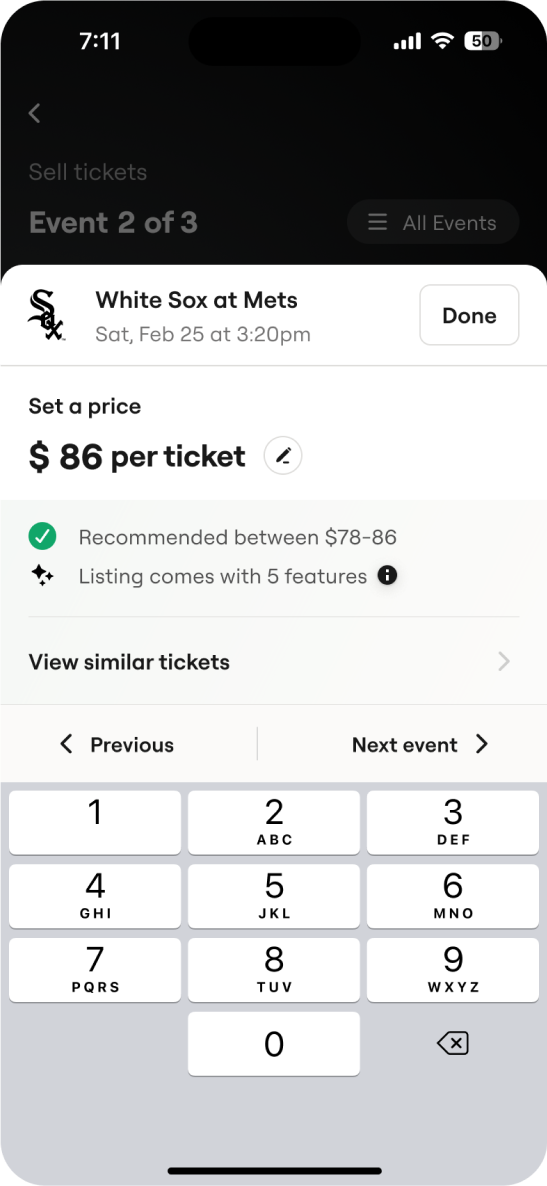 7:11
50
Sell tickets
Event 2 of 3
All Events
Sox
White Sox at Mets
Sat, Feb 25 at 3:20pm
Done
Set a price
$ 86 per ticket
Recommended between $78-86
Listing comes with 5 features
View similar tickets
Previous
Next event
1
2
ABC
3
DEF
4
GHI
5
JKL
6
MNO
7
PQRS
8
TUV
9
WXYZ
0